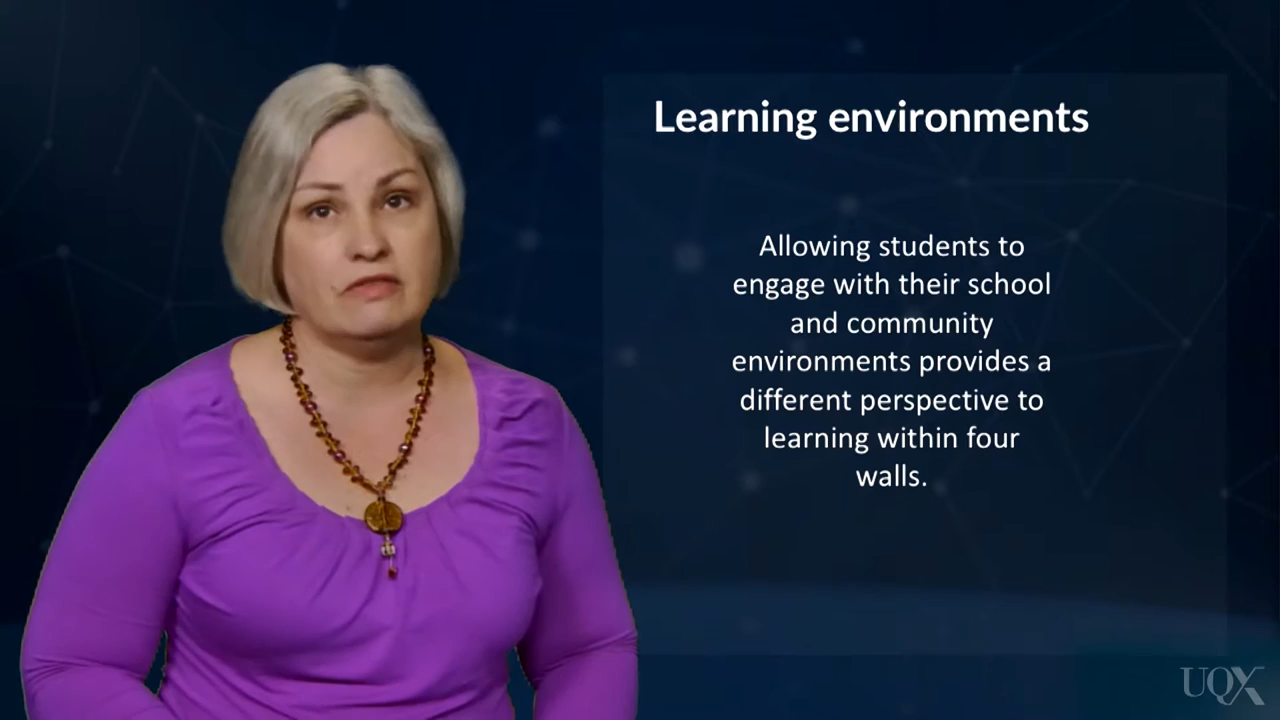 Learning environments
Allowing students to
engage with their school
and community
environments provides a
different perspective to
learning within four
walls.
UQX